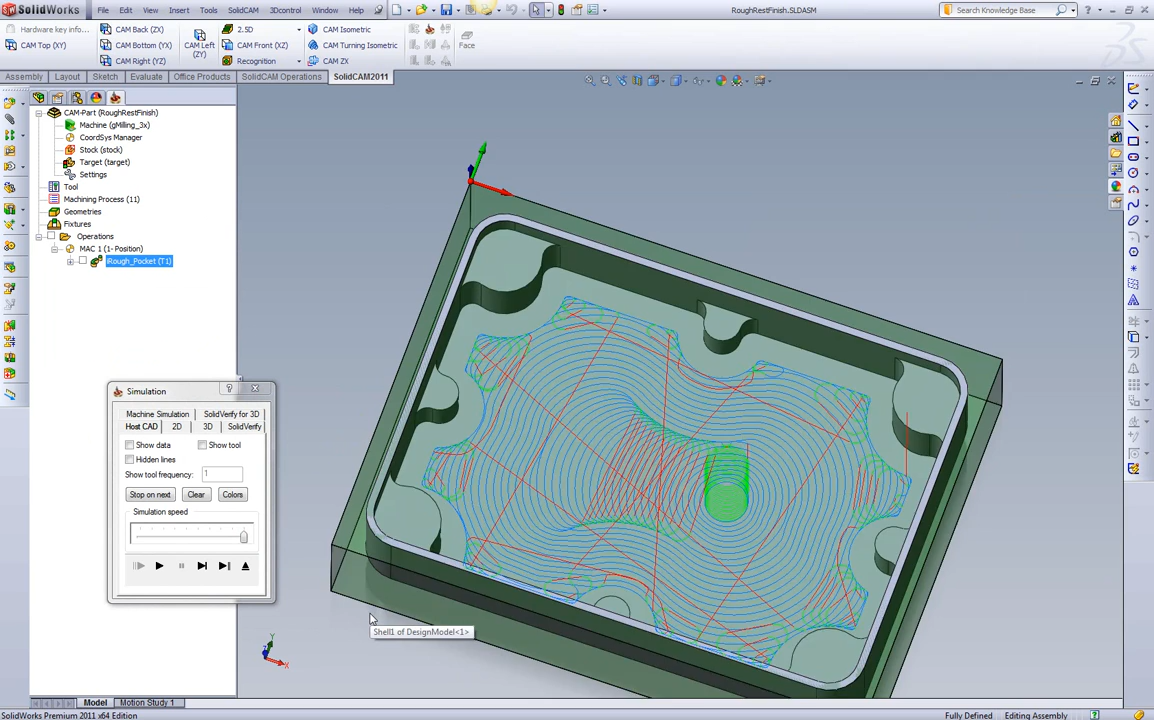 SolidWorks File Edit View Insert Tools SolidCAM 3Dcontrol Window Help RoughRestFinish.SLDASM Search Knowledge Base
Hardware key info...
CAM Top (XY)
CAM Back (ZX)
CAM Bottom (YX)
CAM Right (YZ)
CAM Left
(ZY)
2.5D
CAM Front (XZ)
Recognition
CAM Isometric
CAM Turning Isometric
CAM ZX
Face
Assembly Layout Sketch Evaluate Office Products SolidCAM Operations SolidCAM2011
CAM-Part (RoughRestFinish)
Machine (gMilling_3x)
CoordSys Manager
Stock (stock)
Target (target)
Settings
Tool
Machining Process (11)
Geometries
Fixtures
Operations
MAC 1 (1- Position)
iRough_Pocket (T1)
Simulation
Machine Simulation SolidVerify for 3D
Host CAD 2D 3D SolidVerify
Show data Show tool
Hidden lines
Show tool frequency: 1
Stop on next Clear Colors
Simulation speed
Shell1 of DesignModel<1>
Y
Z
X
Model Motion Study 1
SolidWorks Premium 2011 x64 Edition Fully Defined Editing Assembly